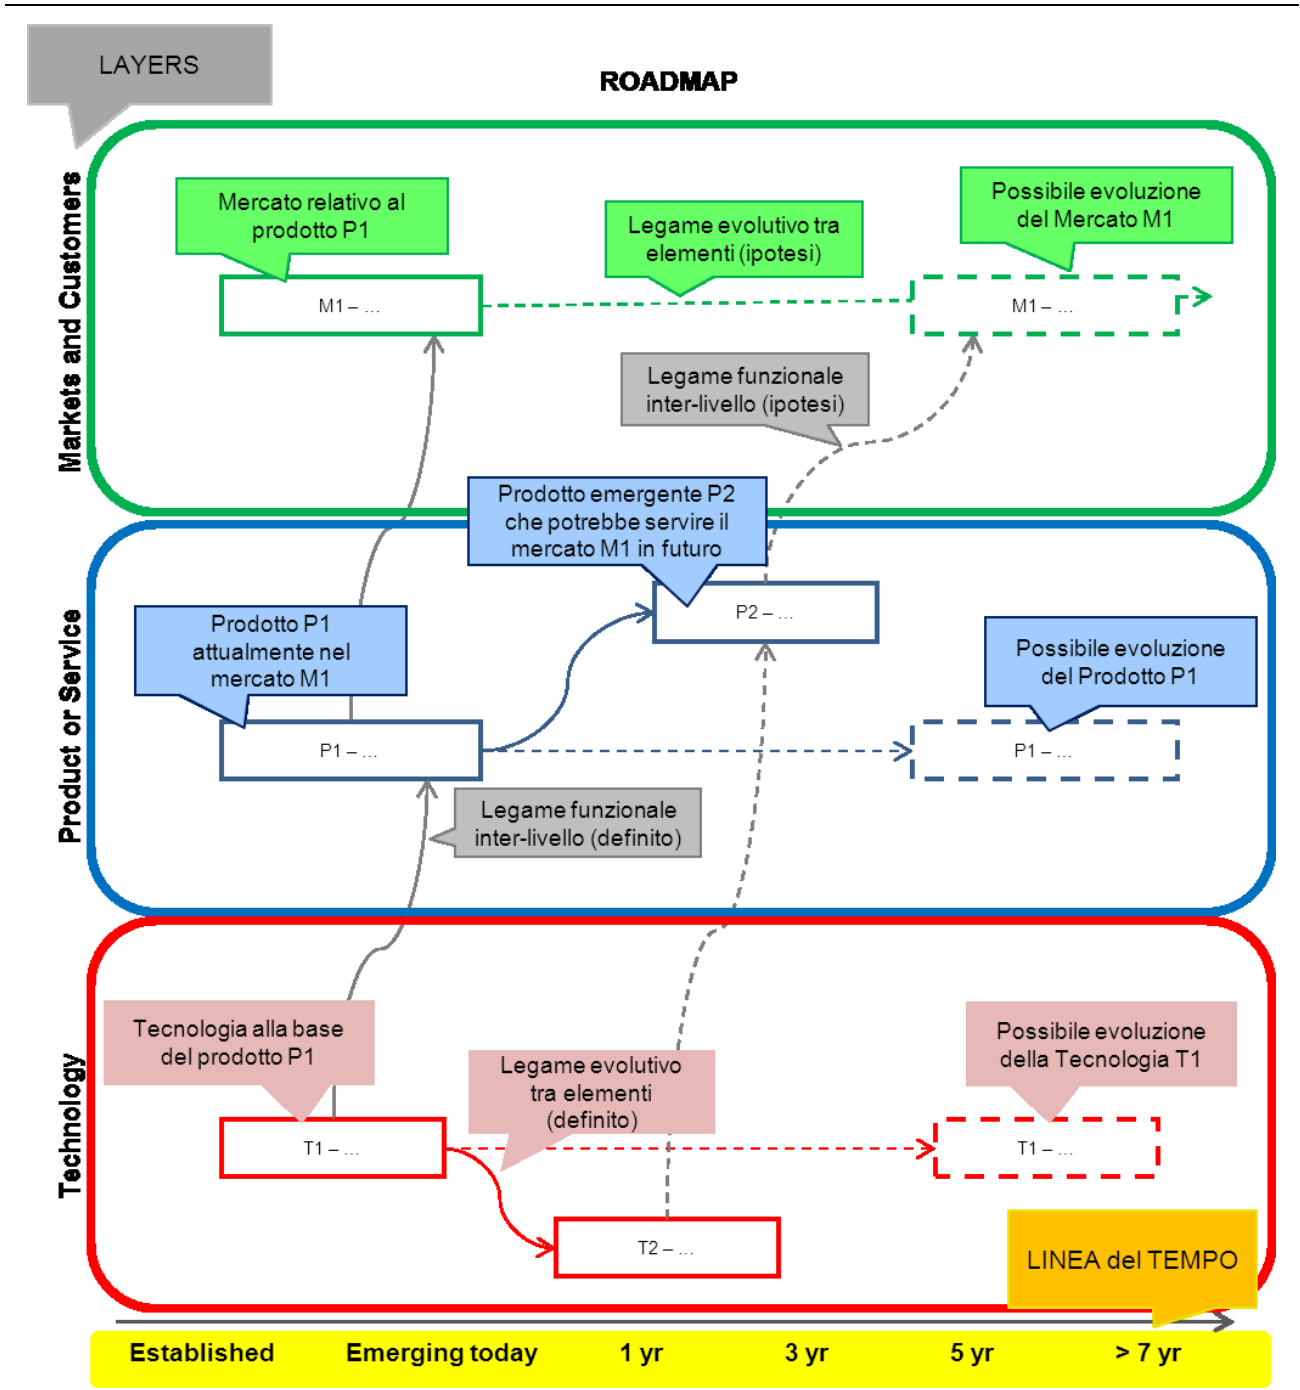 LAYERS
ROADMAP
Markets and Customers
Mercato relativo al
prodotto P1
Legame evolutivo tra
elementi (ipotesi)
Possibile evoluzione
del Mercato M1
M1 – ...
M1 – ...
Legame funzionale
inter-livello (ipotesi)
Product or Service
Prodotto emergente P2
che potrebbe servire il
mercato M1 in futuro
P2 – ...
Prodotto P1
attualmente nel
mercato M1
Possibile evoluzione
del Prodotto P1
P1 – ...
P1 – ...
Legame funzionale
inter-livello (definito)
Technology
Tecnologia alla base
del prodotto P1
Legame evolutivo
tra elementi
(definito)
Possibile evoluzione
della Tecnologia T1
T1 – ...
T1 – ...
T2 – ...
LINEA del TEMPO
Established Emerging today 1 yr 3 yr 5 yr > 7 yr